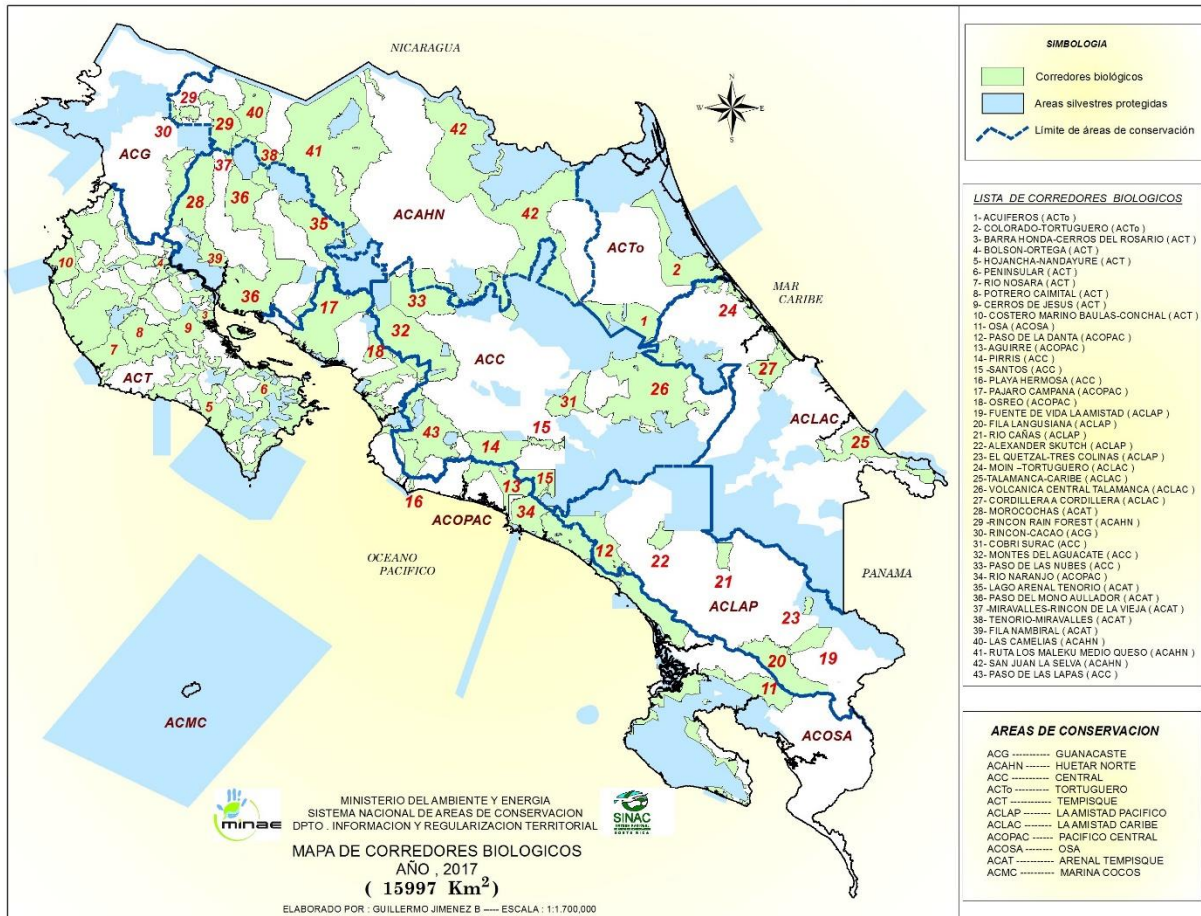 NICARAGUA
N
W E
S
29
29
40
30
38
41
42
37
ACG
28
36
35
ACAHN
42
ACTo
10
4
39
2
MAR
CARIBE
36
17
33
32
1
24
3
8
9
18
ACC
7
ACT
26
27
5
6
31
ACLAC
43
14
15
25
13
15
16
34
ACOPAC
OCEANO
PACIFICO
12
22
21
PANAMA
ACLAP
23
20
19
11
ACMC
ACOSA
minae
SINAC
MINISTERIO DEL AMBIENTE Y ENERGIA
SISTEMA NACIONAL DE AREAS DE CONSERVACION
DPTO . INFORMACION Y REGULARIZACION TERRITORIAL
MAPA DE CORREDORES BIOLOGICOS
AÑO , 2017
( 15997 Km²)
ELABORADO POR : GUILLERMO JIMENEZ B ---- ESCALA : 1:1.700,000
SIMBOLOGIA
Corredores biológicos
Areas silvestres protegidas
Límite de áreas de conservación
LISTA DE CORREDORES BIOLOGICOS
1- ACUIFEROS ( ACTo )
2- COLORADO-TORTUGUERO ( ACTo )
3- BARRA HONDA-CERROS DEL ROSARIO ( ACT )
4- BOLSON-ORTEGA ( ACT )
5- HOJANCHA-NANDAYURE ( ACT )
6- PENINSULAR ( ACT )
7- RIO NOSARA ( ACT )
8- POTRERO CAIMITAL ( ACT )
9- CERROS DE JESUS ( ACT )
10- COSTERO MARINO BAULAS-CONCHAL ( ACT )
11- OSA ( ACOSA )
12- PASO DE LA DANTA ( ACOPAC )
13- AGUIRRE ( ACOPAC )
14- PIRRIS ( ACC )
15 -SANTOS ( ACC )
16- PLAYA HERMOSA ( ACC )
17- PAJARO CAMPANA ( ACOPAC )
18- OSREO ( ACOPAC )
19- FUENTE DE VIDA LA AMISTAD ( ACLAP )
20- FILA LANGUSIANA ( ACLAP )
21- RIO CAÑAS ( ACLAP )
22- ALEXANDER SKUTCH ( ACLAP )
23- EL QUETZAL-TRES COLINAS ( ACLAP )
24- MOIN –TORTUGUERO ( ACLAC )
25-TALAMANCA-CARIBE ( ACLAC )
26- VOLCANICA CENTRAL TALAMANCA ( ACLAC )
27- CORDILLERA A CORDILLERA ( ACLAC )
28- MOROCOCHAS ( ACAT )
29 -RINCON RAIN FOREST ( ACAHN )
30- RINCON-CACAO ( ACG )
31- COBRI SURAC ( ACC )
32- MONTES DEL AGUACATE ( ACC )
33- PASO DE LAS NUBES ( ACC )
34- RIO NARANJO ( ACOPAC )
35- LAGO ARENAL TENORIO ( ACAT )
36- PASO DEL MONO AULLADOR ( ACAT )
37 -MIRAVALLES-RINCON DE LA VIEJA ( ACAT )
38- TENORIO-MIRAVALLES ( ACAT )
39- FILA NAMBIRAL ( ACAT )
40- LAS CAMELIAS ( ACAHN )
41- RUTA LOS MALEKU MEDIO QUESO ( ACAHN )
42- SAN JUAN LA SELVA ( ACAHN )
43- PASO DE LAS LAPAS ( ACC )
AREAS DE CONSERVACION
ACG ----------- GUANACASTE
ACAHN ------- HUETAR NORTE
ACC ----------- CENTRAL
ACTo ---------- TORTUGUERO
ACT ------------ TEMPISQUE
ACLAP -------- LA AMISTAD PACIFICO
ACLAC -------- LA AMISTAD CARIBE
ACOPAC ------ PACIFICO CENTRAL
ACOSA -------- OSA
ACAT ----------- ARENAL TEMPISQUE
ACMC ---------- MARINA COCOS